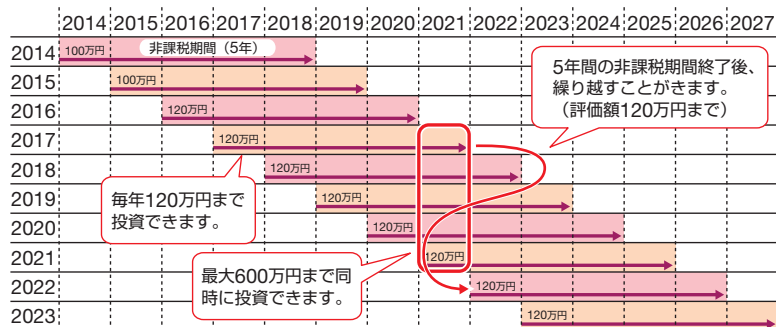 2014 2015 2016 2017 2018 2019 2020 2021 2022 2023 2024 2025 2026 2027
2014 100万円 非課税期間（5年）
2015 100万円
2016 120万円
2017 120万円
2018 120万円
2019 120万円
2020 120万円
2021 120万円
2022 120万円
2023 120万円
5年間の非課税期間終了後、
繰り越すことがきます。
（評価額120万円まで）
毎年120万円まで
投資できます。
最大600万円まで同
時に投資できます。